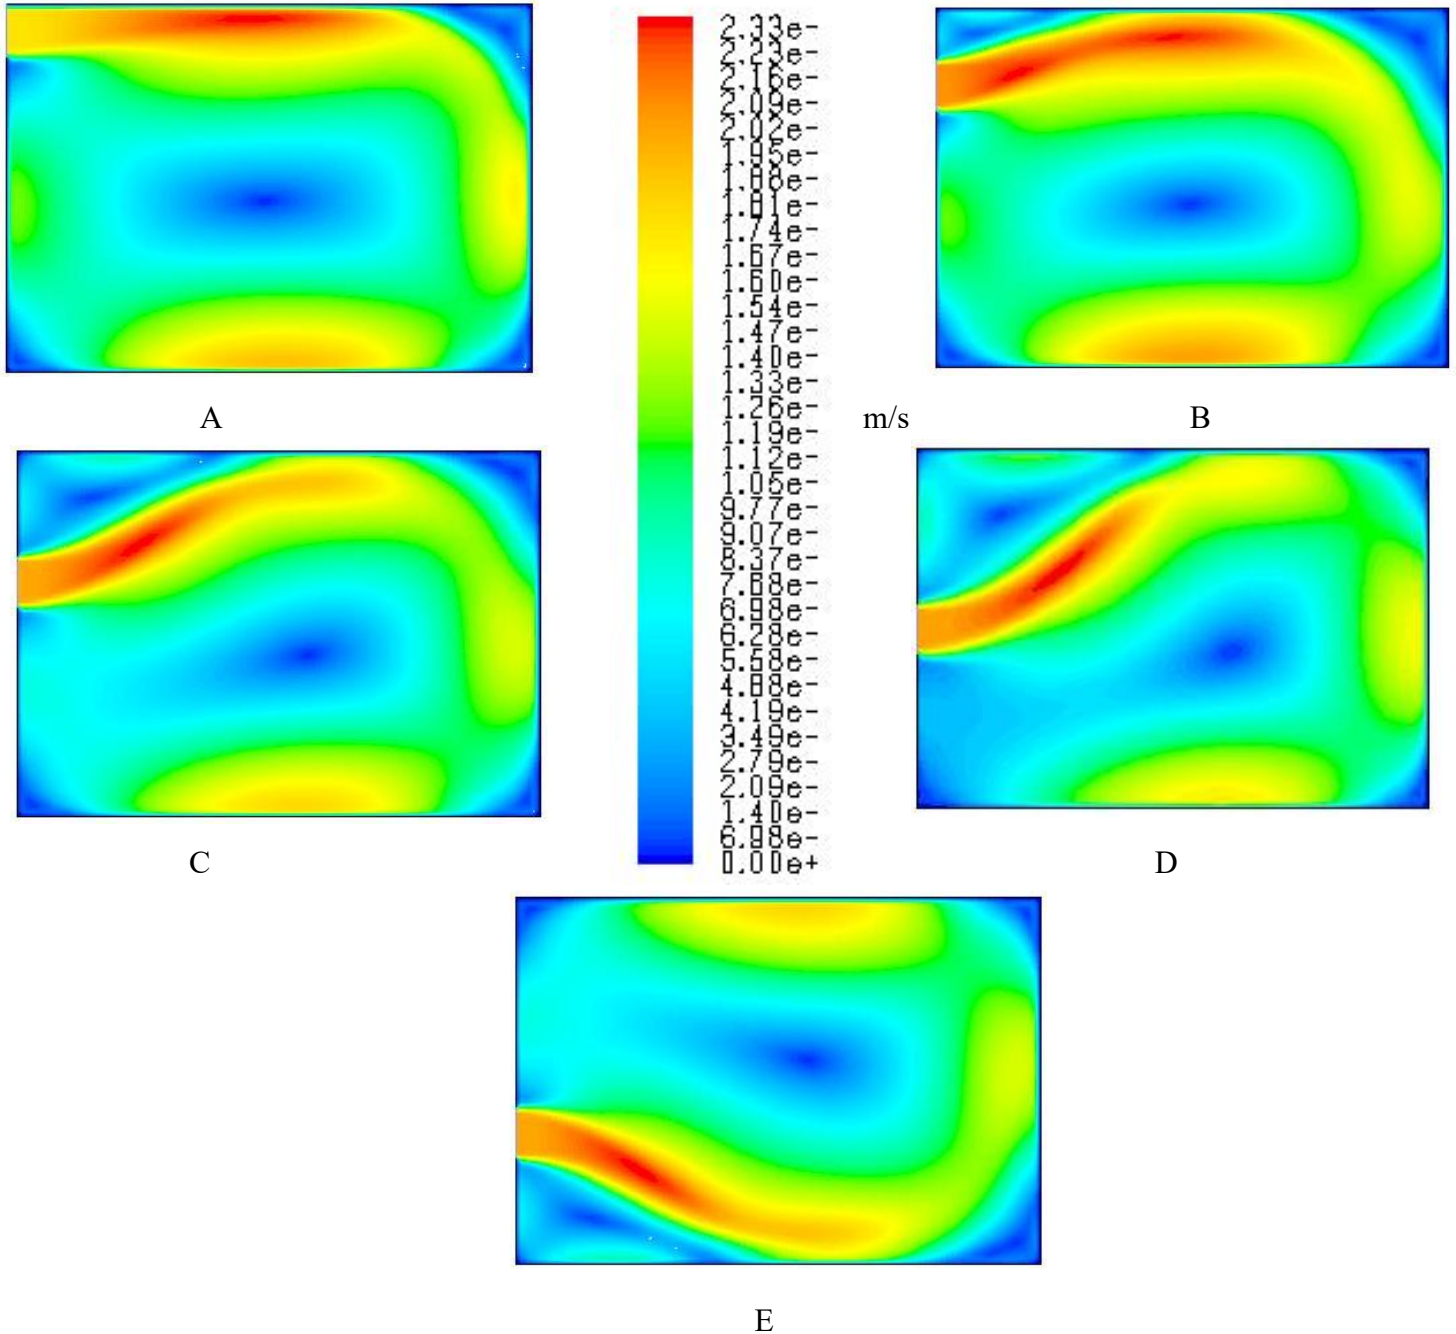 2.33e-
2.23e-
2.16e-
2.09e-
2.02e-
1.95e-
1.88e-
1.81e-
1.74e-
1.67e-
1.60e-
1.54e-
1.47e-
1.40e-
1.33e-
1.26e-
1.19e-
1.12e-
1.05e-
9.77e-
9.07e-
8.37e-
7.68e-
6.98e-
6.28e-
5.58e-
4.88e-
4.19e-
3.49e-
2.79e-
2.09e-
1.40e-
6.98e-
0.00e+
A
m/s
B
C
D
E